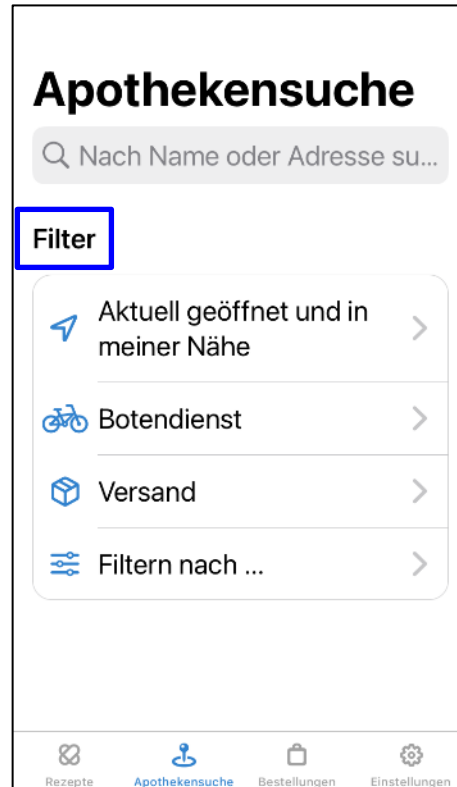 Apothekensuche
Nach Name oder Adresse su...
Filter
Aktuell geöffnet und in
meiner Nähe
Botendienst
Versand
Filtern nach ...
Rezepte Apothekensuche Bestellungen Einstellungen